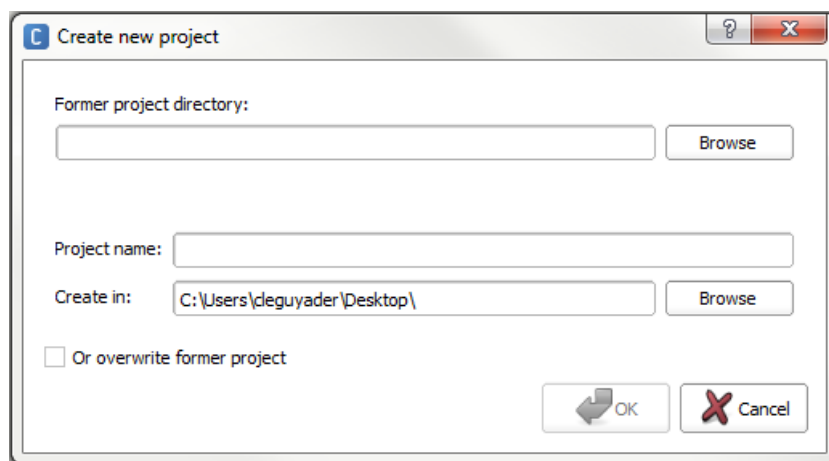 C Create new project
Former project directory:
Browse
Project name:
Create in: C:\Users\cleguyader\Desktop\ Browse
Or overwrite former project
OK Cancel